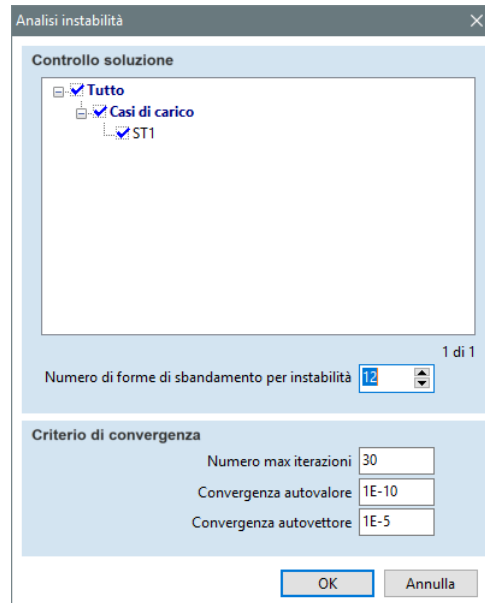 Analisi instabilità
Controllo soluzione
Tutto
Casi di carico
ST1
1 di 1
Numero di forme di sbandamento per instabilità 12
Criterio di convergenza
Numero max iterazioni 30
Convergenza autovalore 1E-10
Convergenza autovettore 1E-5
OK Annulla